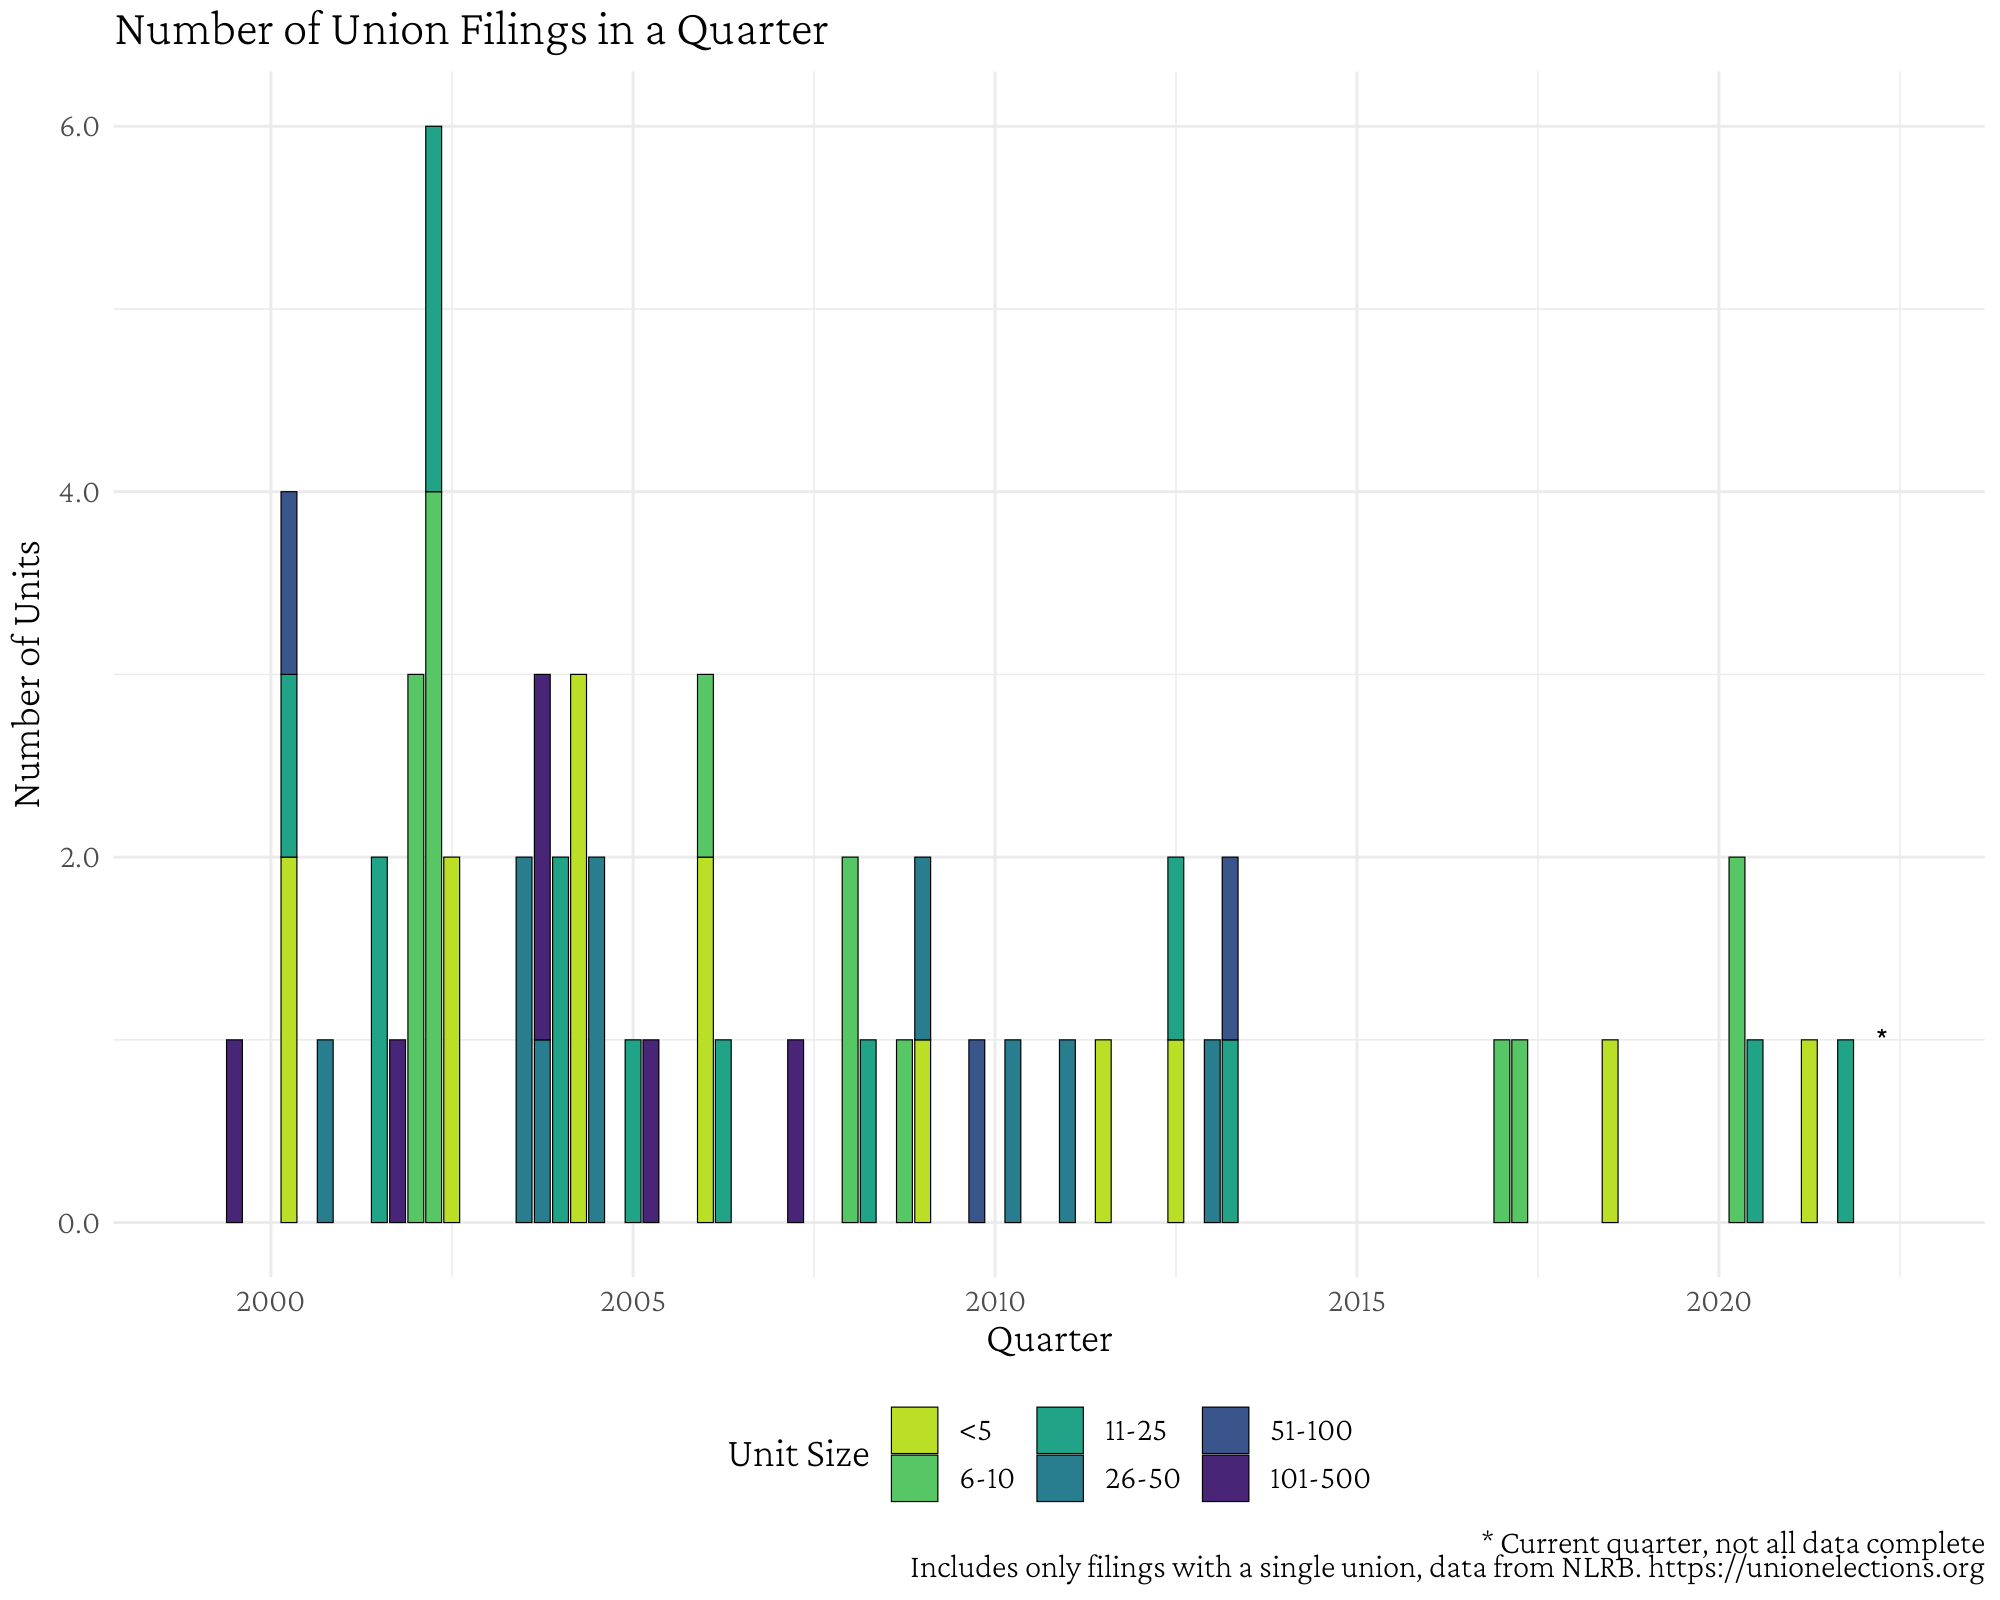 Number of Union Filings in a Quarter
6.0
4.0
2.0
0.0
Number of Units
*
2000 2005 2010 2015 2020
Quarter
Unit Size
<5 11-25 51-100
6-10 26-50 101-500
* Current quarter, not all data complete
Includes only filings with a single union, data from NLRB. https://unionelections.org